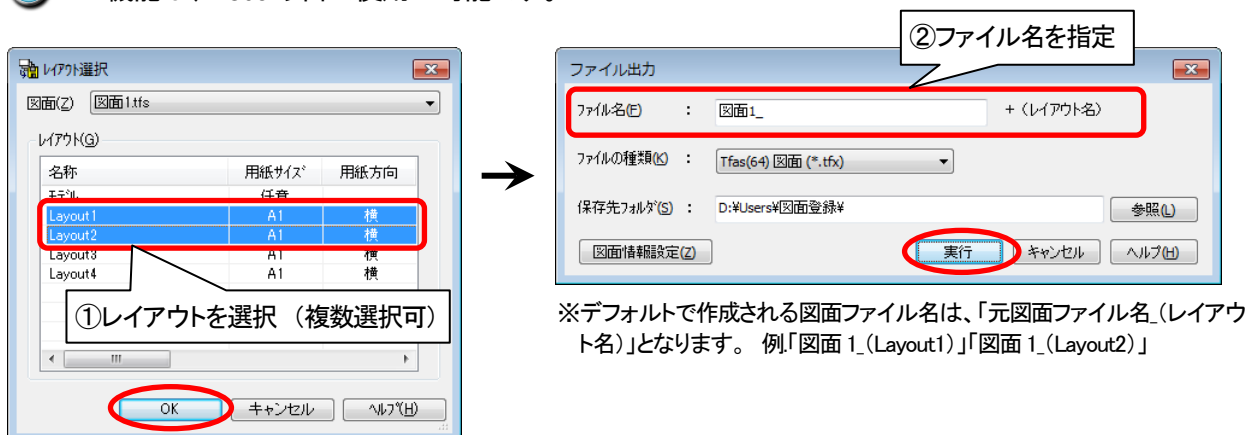 ②ファイル名を指定
レイアウト選択
図面(Z) 図面1.tfs
レイアウト(G)
名称 用紙サイズ 用紙方向
モデル 任意
Layout1 A1 横
Layout2 A1 横
Layout3 A1 横
Layout4 A1 横
①レイアウトを選択 (複数選択可)
OK キャンセル ヘルプ(H)
ファイル出力
ファイル名(F) : 図面1_ + (レイアウト名)
ファイルの種類(K) : Tfas(64) 図面 (*.tfx)
保存先フォルダ(S) : D:¥Users¥図面登録¥ 参照(L)
図面情報設定(Z) 実行 キャンセル ヘルプ(H)
※デフォルトで作成される図面ファイル名は、「元図面ファイル名_(レイアウ
ト名)」となります。 例.「図面 1_(Layout1)」「図面 1_(Layout2)」